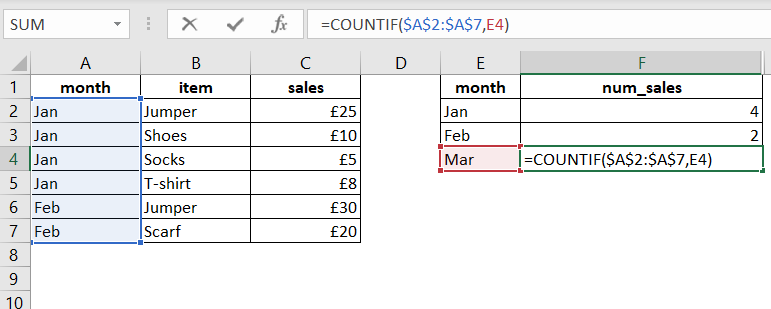 SUM fx =COUNTIF($A$2:$A$7,E4)
A B C D E F
1 month item sales month num_sales
2 Jan Jumper £25 Jan 4
3 Jan Shoes £10 Feb 2
4 Jan Socks £5 Mar =COUNTIF($A$2:$A$7,E4)
5 Jan T-shirt £8
6 Feb Jumper £30
7 Feb Scarf £20
8
9
10